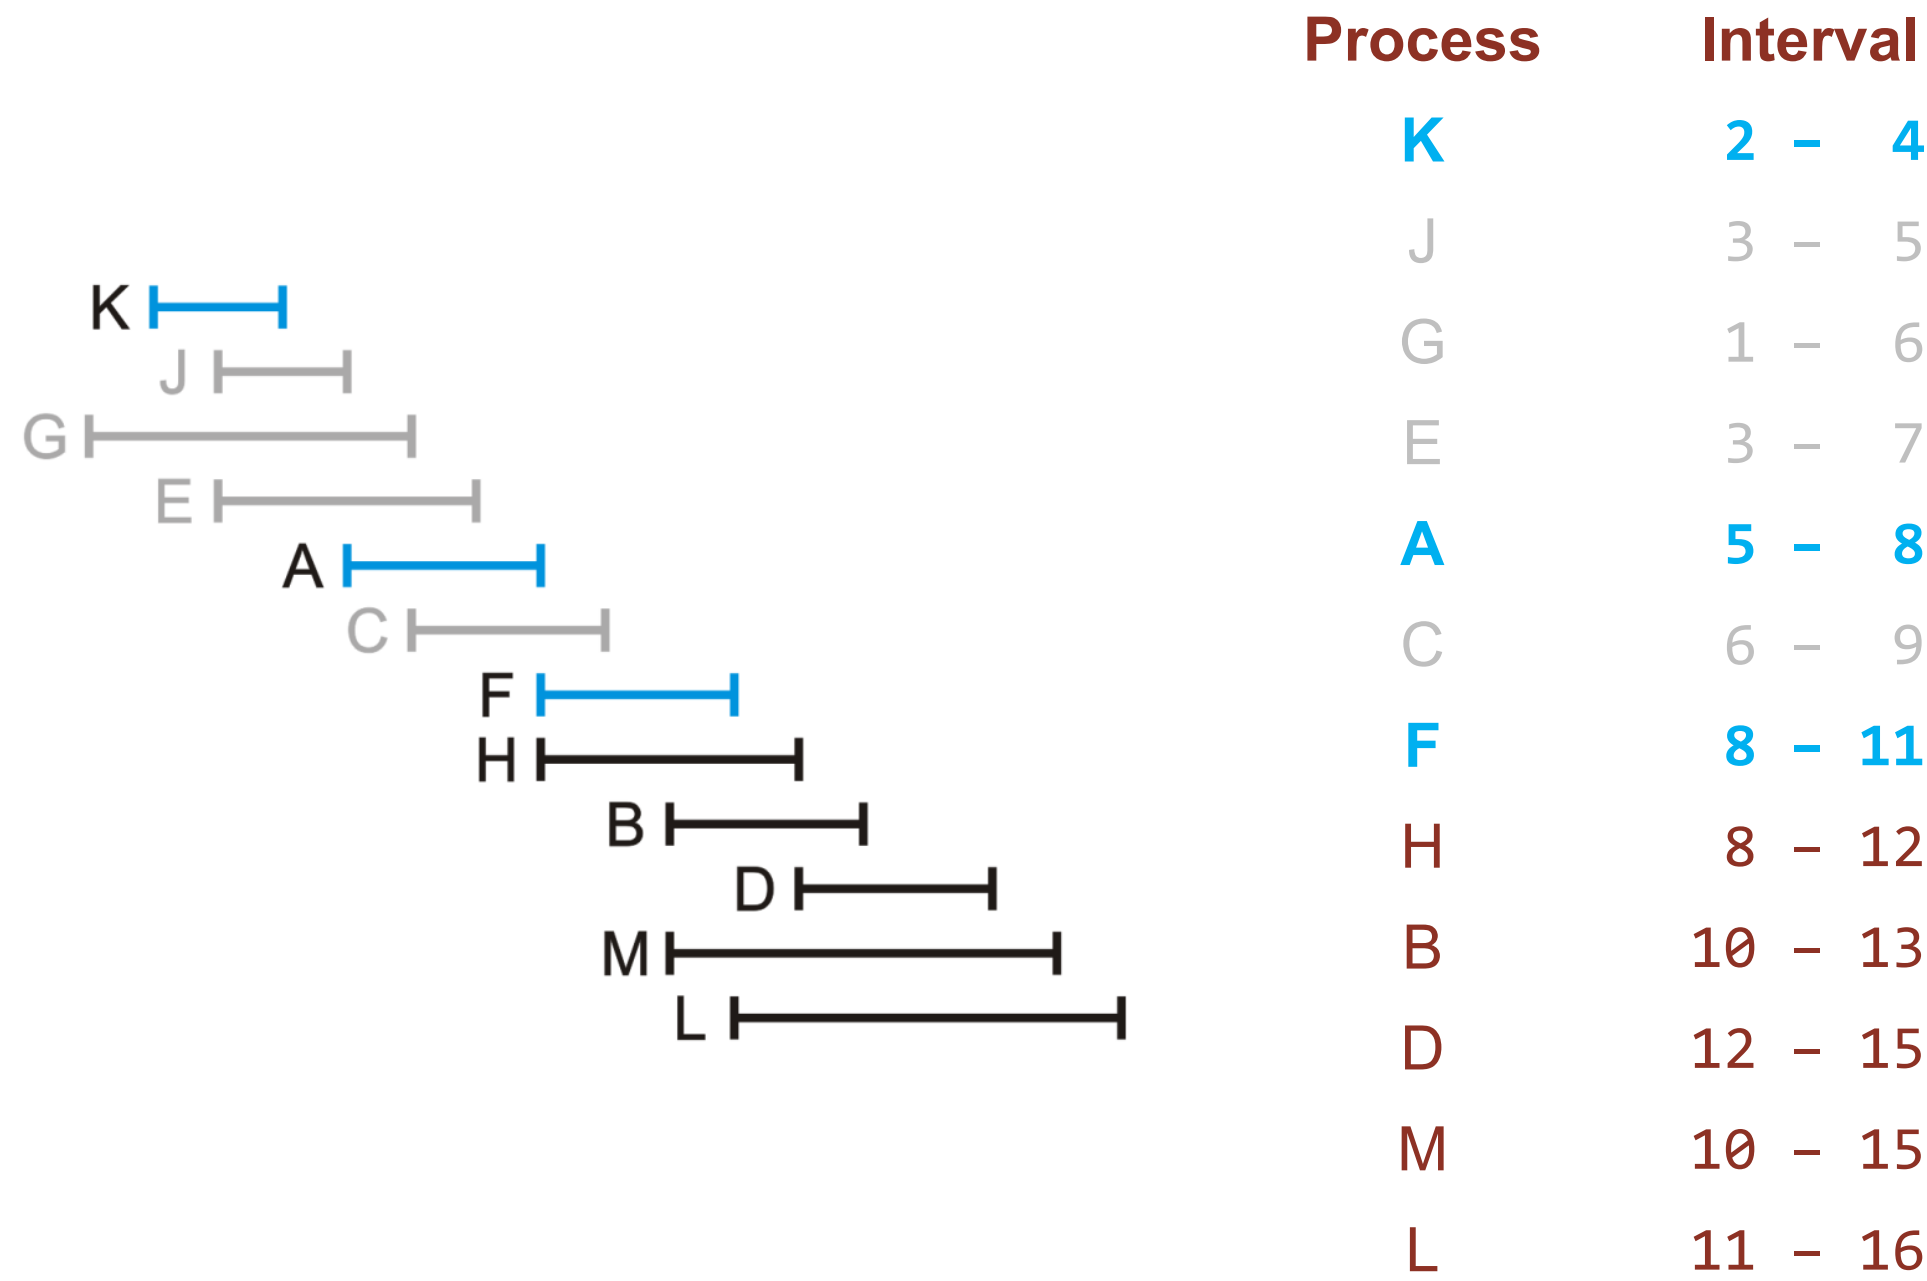 Process Interval
K 2 – 4
J 3 – 5
G 1 – 6
E 3 – 7
A 5 – 8
C 6 – 9
F 8 – 11
H 8 – 12
B 10 – 13
D 12 – 15
M 10 – 15
L 11 – 16
K
J
G
E
A
C
F
H
B
D
M
L